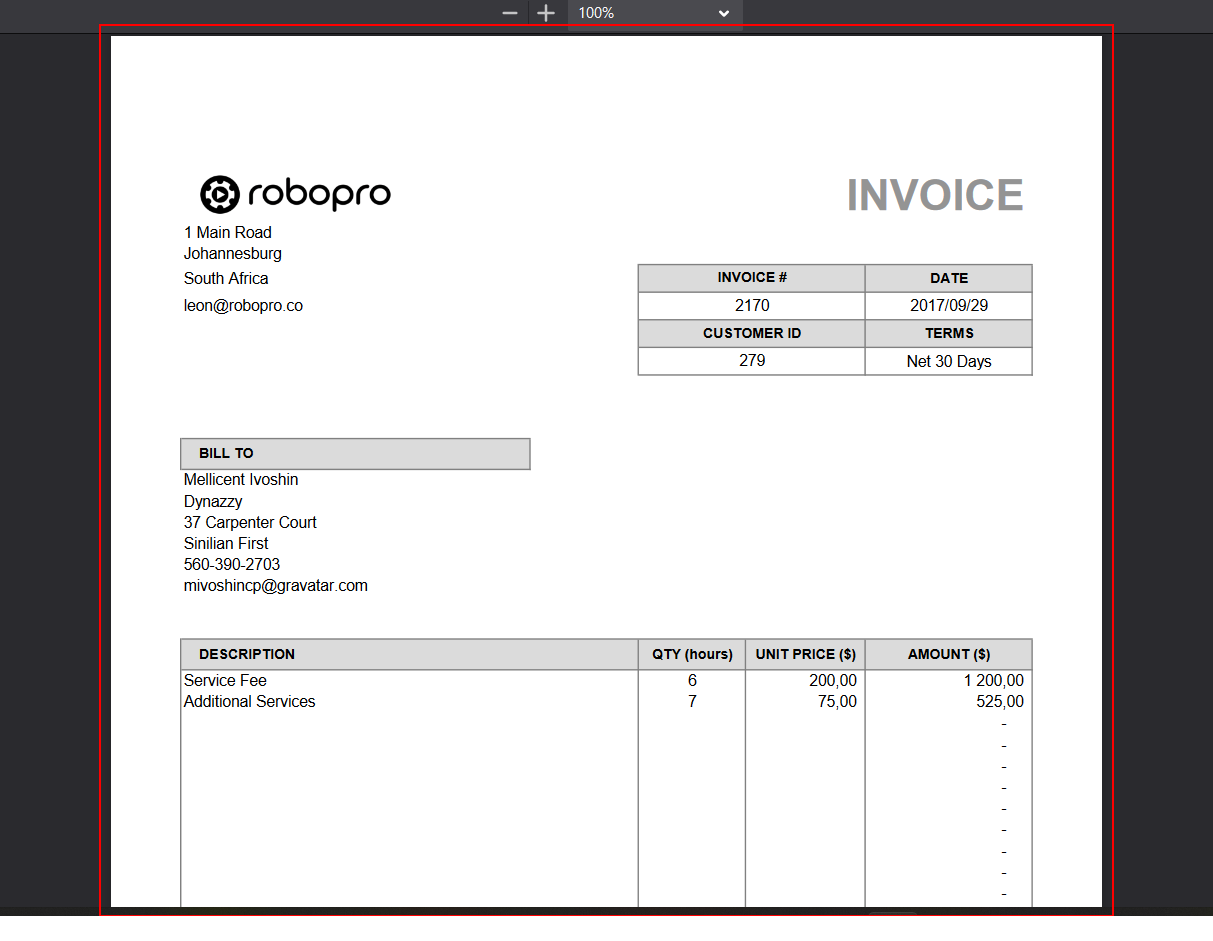 100%
robopro
INVOICE
1 Main Road
Johannesburg
South Africa
leon@robopro.co
INVOICE # DATE
2170 2017/09/29
CUSTOMER ID TERMS
279 Net 30 Days
BILL TO
Mellicent Ivoshin
Dynazzy
37 Carpenter Court
Sinilian First
560-390-2703
mivoshincp@gravatar.com
DESCRIPTION QTY (hours) UNIT PRICE ($) AMOUNT ($)
Service Fee 6 200,00 1 200,00
Additional Services 7 75,00 525,00
-
-
-
-
-
-
-
-
-